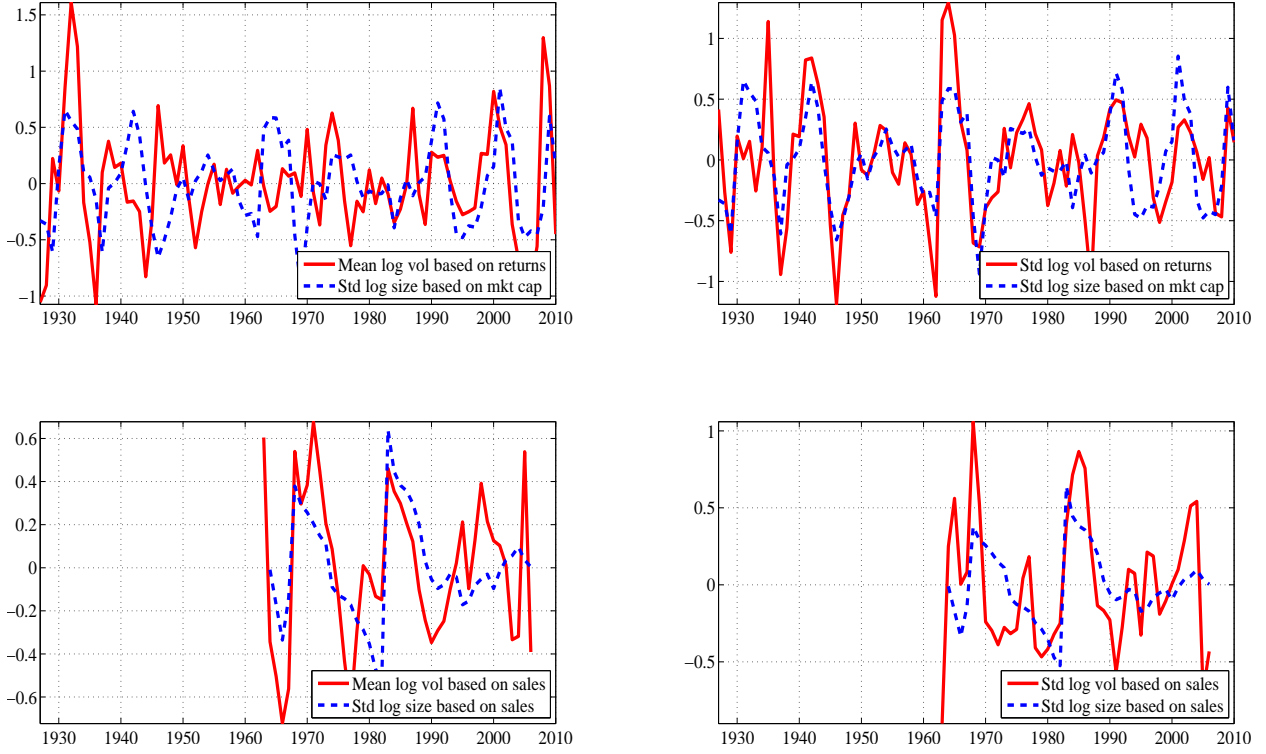 1.5
1
0.5
0
−0.5
−1
Mean log vol based on returns
Std log size based on mkt cap
1930 1940 1950 1960 1970 1980 1990 2000 2010
1
0.5
0
−0.5
−1
Std log vol based on returns
Std log size based on mkt cap
1930 1940 1950 1960 1970 1980 1990 2000 2010
0.6
0.4
0.2
0
−0.2
−0.4
−0.6
Mean log vol based on sales
Std log size based on sales
1930 1940 1950 1960 1970 1980 1990 2000 2010
1
0.5
0
−0.5
Std log vol based on sales
Std log size based on sales
1930 1940 1950 1960 1970 1980 1990 2000 2010